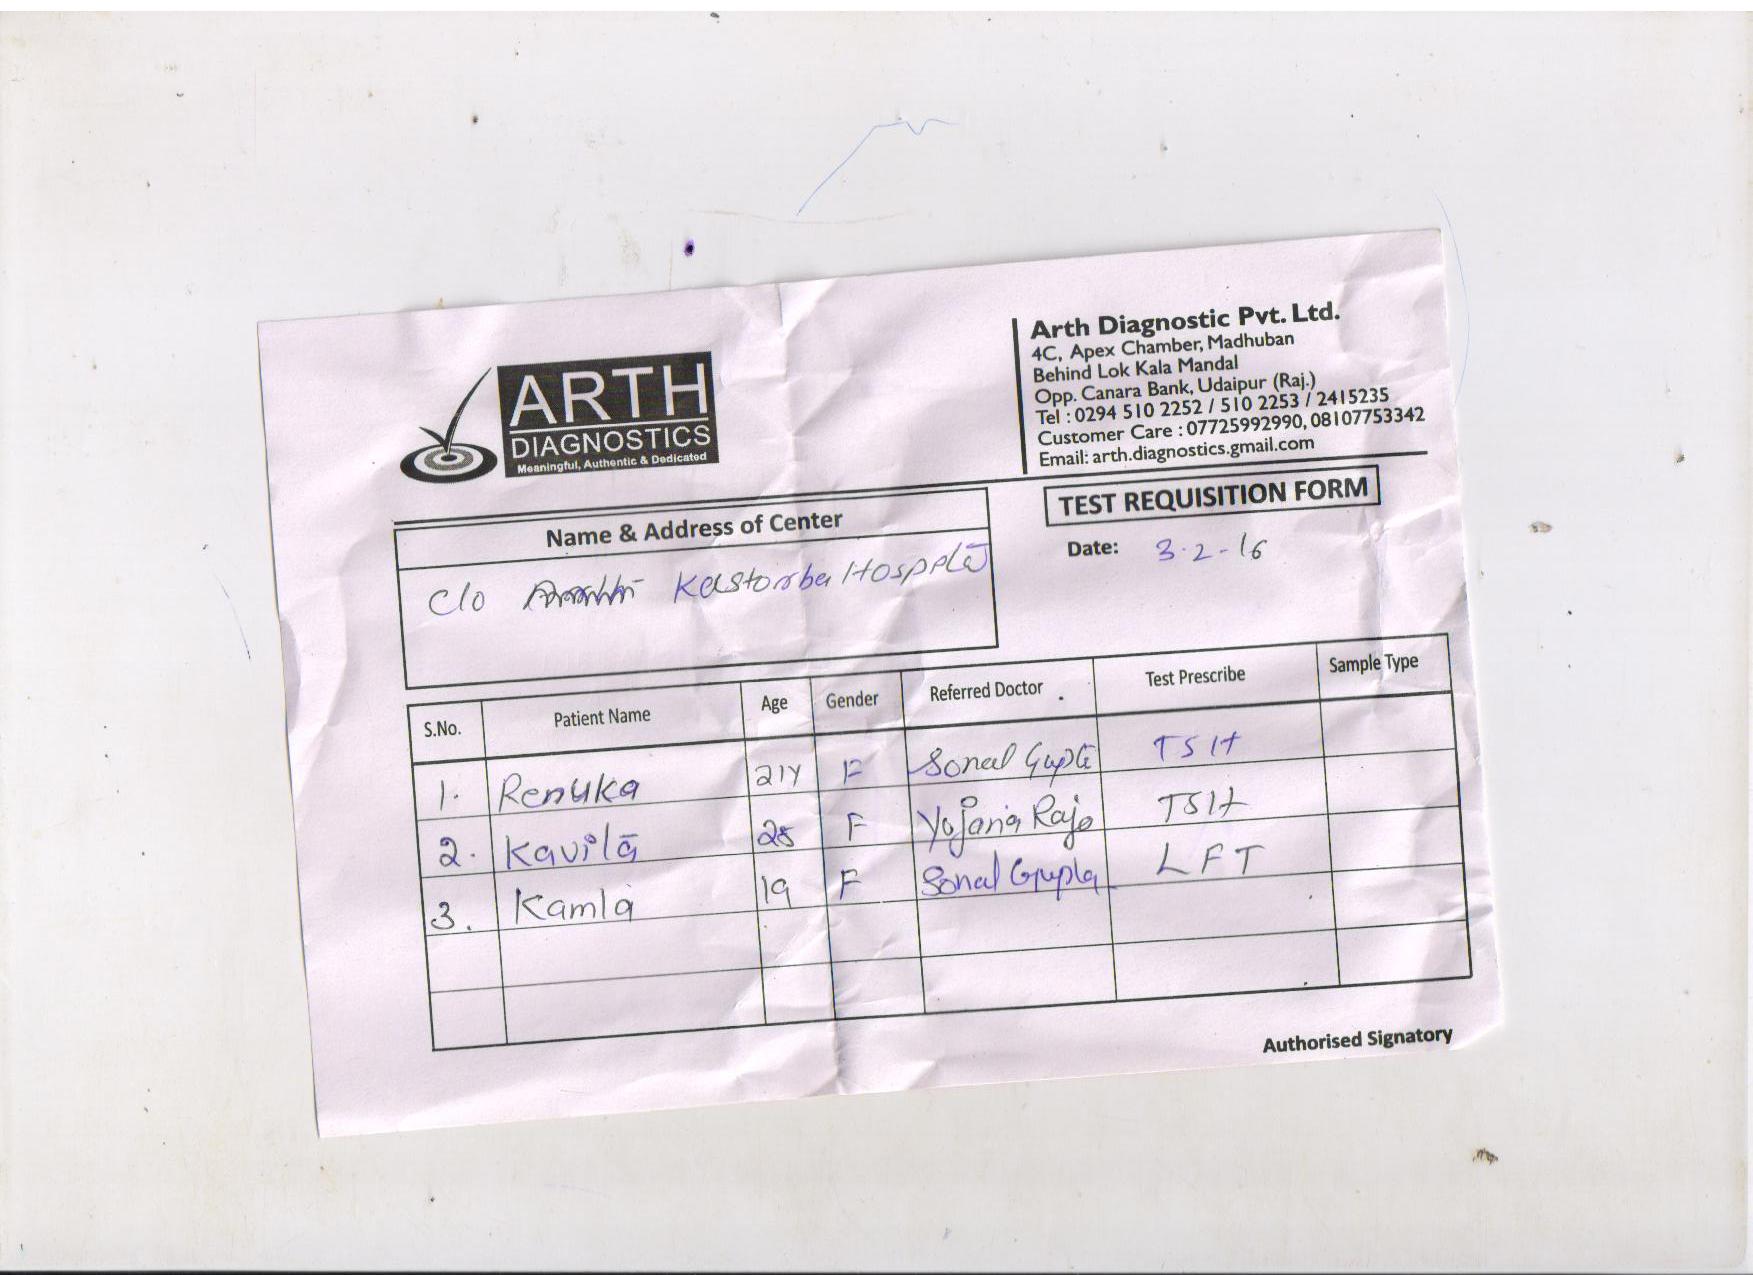 ARTH
DIAGNOSTICS
Meaningful, Authentic & Dedicated
Arth Diagnostic Pvt. Ltd.
4C, Apex Chamber, Madhuban
Behind Lok Kala Mandal
Opp. Canara Bank, Udaipur (Raj.)
Tel : 0294 510 2252 / 510 2253 / 2415235
Customer Care : 07725992990, 08107753342
Email: arth.diagnostics.gmail.com
TEST REQUISITION FORM
Date: 3-2-16
Name & Address of Center
C/o Kastorba Hospital
S.No. Patient Name Age Gender Referred Doctor Test Prescribe Sample Type
1. Renuka 21Y F Sonal Gupta TSH
2. Kavita 28 F Yojana TSH
3. Kamla 19 F Sonal Gupta LFT
Authorised Signatory